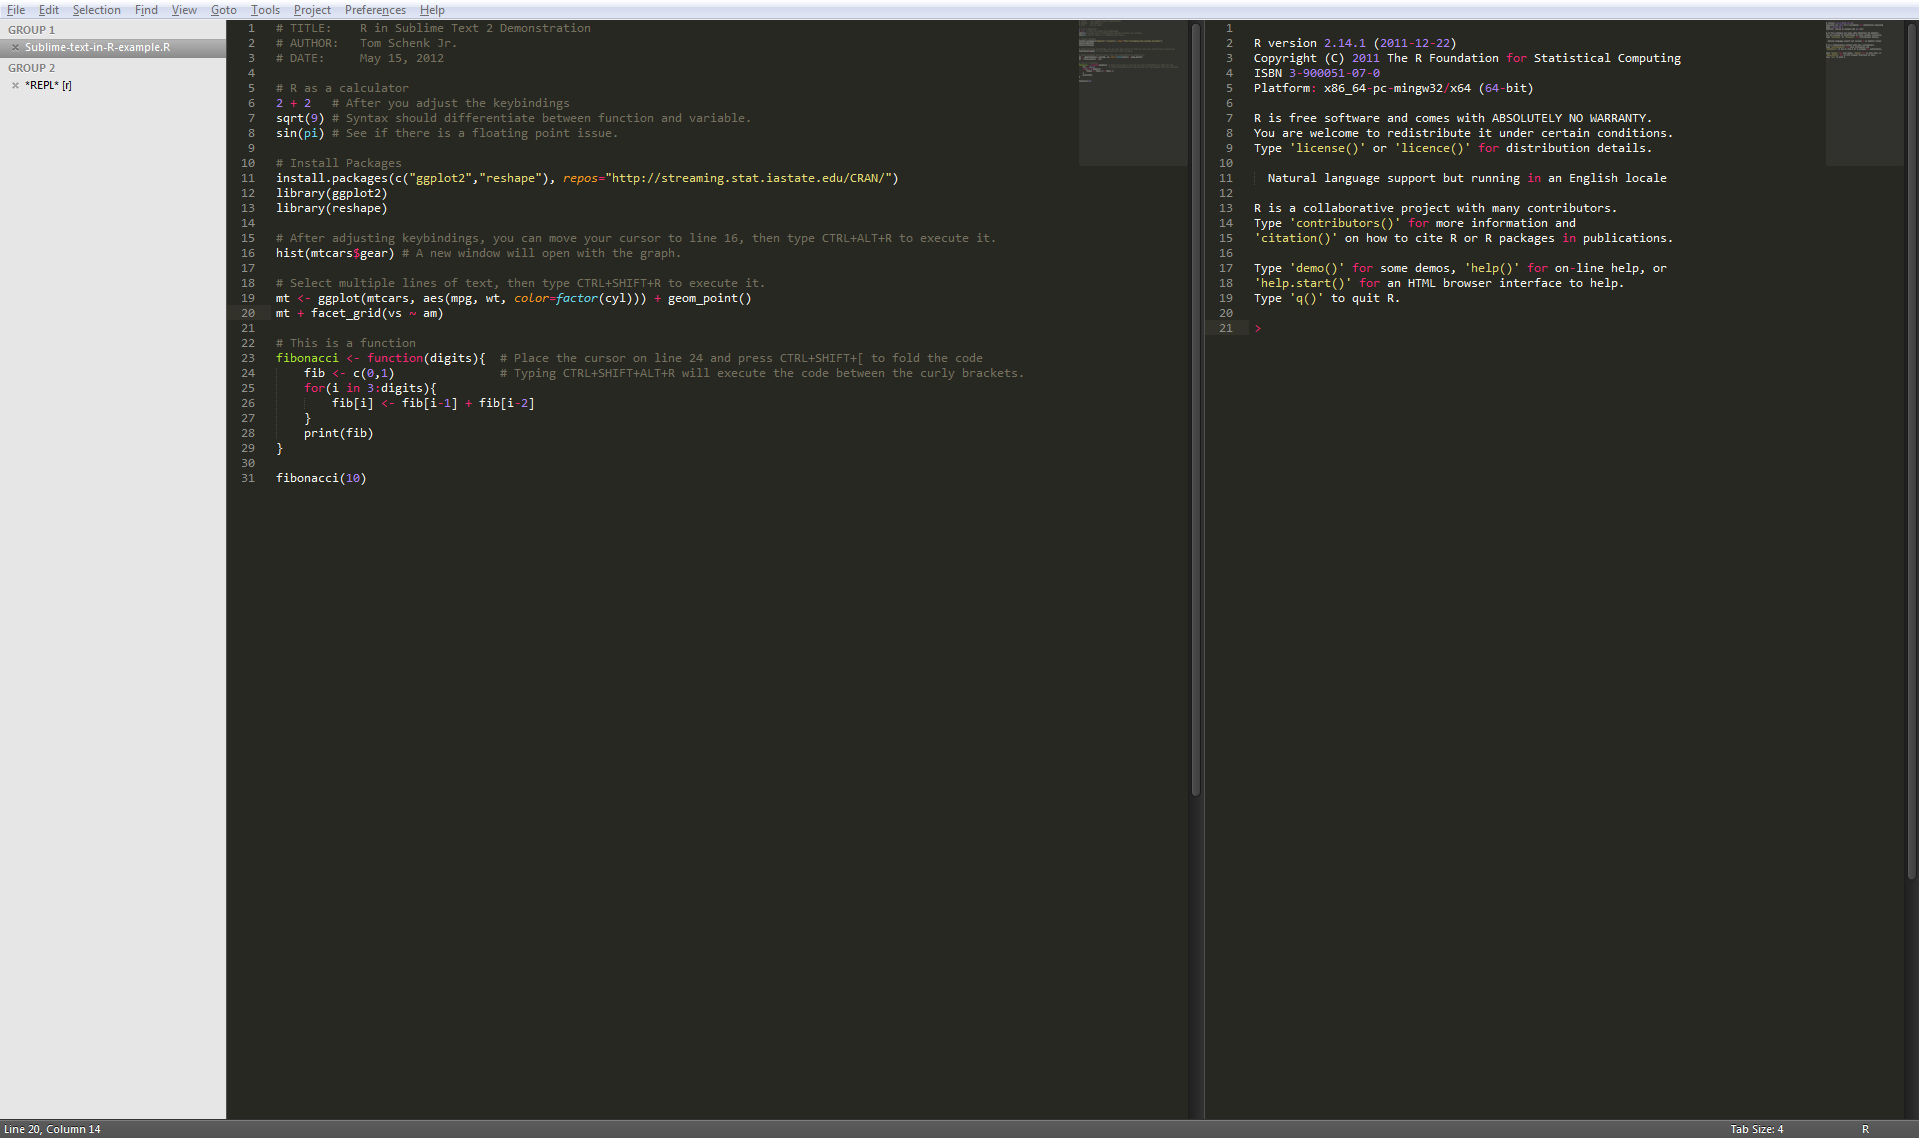 File Edit Selection Find View Goto Tools Project Preferences Help
GROUP 1
Sublime-text-in-R-example.R
GROUP 2
*REPL* [r]
1 # TITLE:    R in Sublime Text 2 Demonstration
2 # AUTHOR:   Tom Schenk Jr.
3 # DATE:     May 15, 2012
4
5 # R as a calculator
6 2 + 2   # After you adjust the keybindings
7 sqrt(9) # Syntax should differentiate between function and variable.
8 sin(pi) # See if there is a floating point issue.
9
10 # Install Packages
11 install.packages(c("ggplot2","reshape"), repos="http://streaming.stat.iastate.edu/CRAN/")
12 library(ggplot2)
13 library(reshape)
14
15 # After adjusting keybindings, you can move your cursor to line 16, then type CTRL+ALT+R to execute it.
16 hist(mtcars$gear) # A new window will open with the graph.
17
18 # Select multiple lines of text, then type CTRL+SHIFT+R to execute it.
19 mt <- ggplot(mtcars, aes(mpg, wt, color=factor(cyl))) + geom_point()
20 mt + facet_grid(vs ~ am)
21
22 # This is a function
23 fibonacci <- function(digits){  # Place the cursor on line 24 and press CTRL+SHIFT+[ to fold the code
24     fib <- c(0,1)               # Typing CTRL+SHIFT+ALT+R will execute the code between the curly brackets.
25     for(i in 3:digits){
26         fib[i] <- fib[i-1] + fib[i-2]
27     }
28     print(fib)
29 }
30
31 fibonacci(10)
1
2 R version 2.14.1 (2011-12-22)
3 Copyright (C) 2011 The R Foundation for Statistical Computing
4 ISBN 3-900051-07-0
5 Platform: x86_64-pc-mingw32/x64 (64-bit)
6
7 R is free software and comes with ABSOLUTELY NO WARRANTY.
8 You are welcome to redistribute it under certain conditions.
9 Type 'license()' or 'licence()' for distribution details.
10
11   Natural language support but running in an English locale
12
13 R is a collaborative project with many contributors.
14 Type 'contributors()' for more information and
15 'citation()' on how to cite R or R packages in publications.
16
17 Type 'demo()' for some demos, 'help()' for on-line help, or
18 'help.start()' for an HTML browser interface to help.
19 Type 'q()' to quit R.
20
21 >
Line 20, Column 14
Tab Size: 4
R